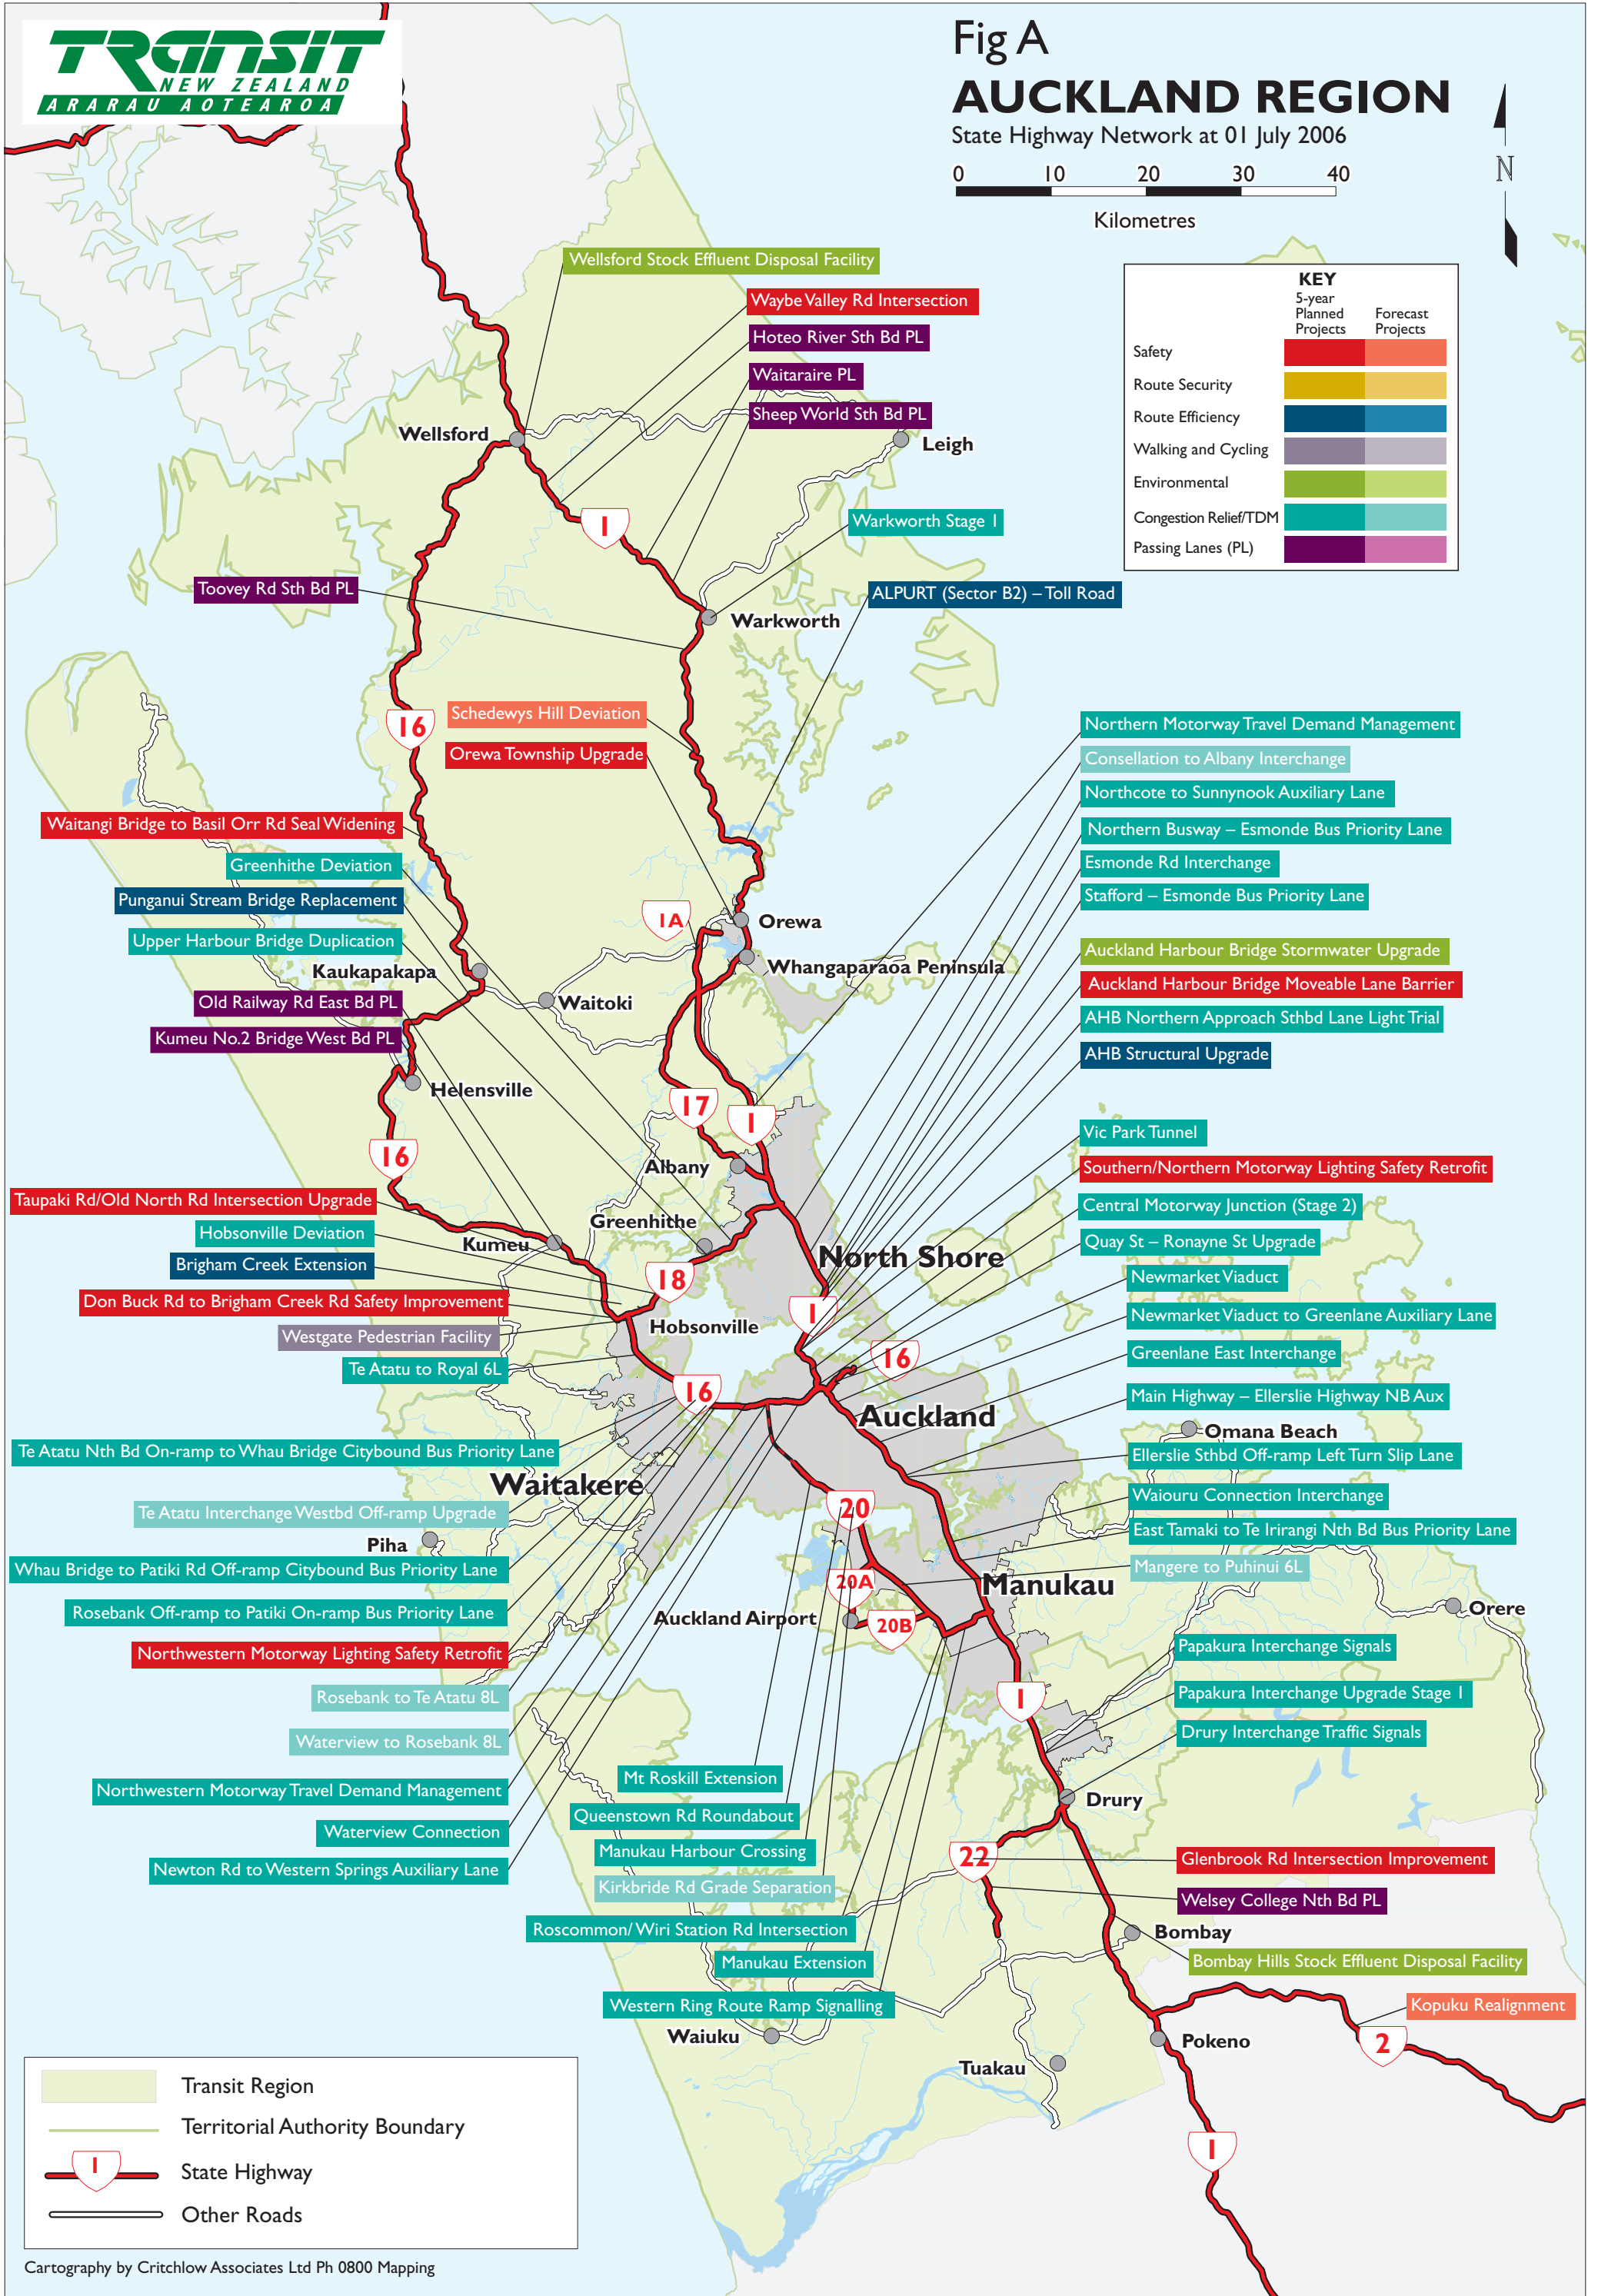 TRANSIT
NEW ZEALAND
ARARAU AOTEAROA
Fig A
AUCKLAND REGION
State Highway Network at 01 July 2006
0 10 20 30 40
Kilometres
N
KEY
5-year Planned Projects
Forecast Projects
Safety
Route Security
Route Efficiency
Walking and Cycling
Environmental
Congestion Relief/TDM
Passing Lanes (PL)
Wellsford Stock Effluent Disposal Facility
Waybe Valley Rd Intersection
Hoteo River Sth Bd PL
Waitaraire PL
Sheep World Sth Bd PL
Wellsford
Leigh
1
Warkworth Stage 1
Toovey Rd Sth Bd PL
ALPURT (Sector B2) – Toll Road
Warkworth
16
Schedewys Hill Deviation
Orewa Township Upgrade
Northern Motorway Travel Demand Management
Consellation to Albany Interchange
Northcote to Sunnynook Auxiliary Lane
Northern Busway – Esmonde Bus Priority Lane
Esmonde Rd Interchange
Stafford – Esmonde Bus Priority Lane
Auckland Harbour Bridge Stormwater Upgrade
Auckland Harbour Bridge Moveable Lane Barrier
AHB Northern Approach Sthbd Lane Light Trial
AHB Structural Upgrade
Waitangi Bridge to Basil Orr Rd Seal Widening
Greenhithe Deviation
Punganui Stream Bridge Replacement
Upper Harbour Bridge Duplication
Kaukapakapa
Old Railway Rd East Bd PL
Kumeu No.2 Bridge West Bd PL
1A
Orewa
Whangaparaoa Peninsula
Waitoki
Helensville
17
1
16
Albany
Vic Park Tunnel
Southern/Northern Motorway Lighting Safety Retrofit
Central Motorway Junction (Stage 2)
Quay St – Ronayne St Upgrade
Newmarket Viaduct
Newmarket Viaduct to Greenlane Auxiliary Lane
Greenlane East Interchange
Main Highway – Ellerslie Highway NB Aux
Omana Beach
Ellerslie Sthbd Off-ramp Left Turn Slip Lane
Waiouru Connection Interchange
East Tamaki to Te Irirangi Nth Bd Bus Priority Lane
Mangere to Puhinui 6L
Taupaki Rd/Old North Rd Intersection Upgrade
Hobsonville Deviation
Brigham Creek Extension
Don Buck Rd to Brigham Creek Rd Safety Improvement
Westgate Pedestrian Facility
Te Atatu to Royal 6L
Greenhithe
Kumeu
North Shore
18
1
Hobsonville
16
16
Auckland
Te Atatu Nth Bd On-ramp to Whau Bridge Citybound Bus Priority Lane
Waitakere
Te Atatu Interchange Westbd Off-ramp Upgrade
Piha
Whau Bridge to Patiki Rd Off-ramp Citybound Bus Priority Lane
Rosebank Off-ramp to Patiki On-ramp Bus Priority Lane
Northwestern Motorway Lighting Safety Retrofit
Rosebank to Te Atatu 8L
Waterview to Rosebank 8L
Northwestern Motorway Travel Demand Management
Waterview Connection
Newton Rd to Western Springs Auxiliary Lane
20
20A
Manukau
Auckland Airport
20B
Orere
Papakura Interchange Signals
Papakura Interchange Upgrade Stage 1
Drury Interchange Traffic Signals
1
Mt Roskill Extension
Queenstown Rd Roundabout
Manukau Harbour Crossing
Kirkbride Rd Grade Separation
Roscommon/ Wiri Station Rd Intersection
Manukau Extension
Western Ring Route Ramp Signalling
Drury
22
Glenbrook Rd Intersection Improvement
Welsey College Nth Bd PL
Bombay
Bombay Hills Stock Effluent Disposal Facility
Kopuku Realignment
2
Waiuku
Pokeno
Tuakau
1
Transit Region
Territorial Authority Boundary
1
State Highway
Other Roads
Cartography by Critchlow Associates Ltd Ph 0800 Mapping